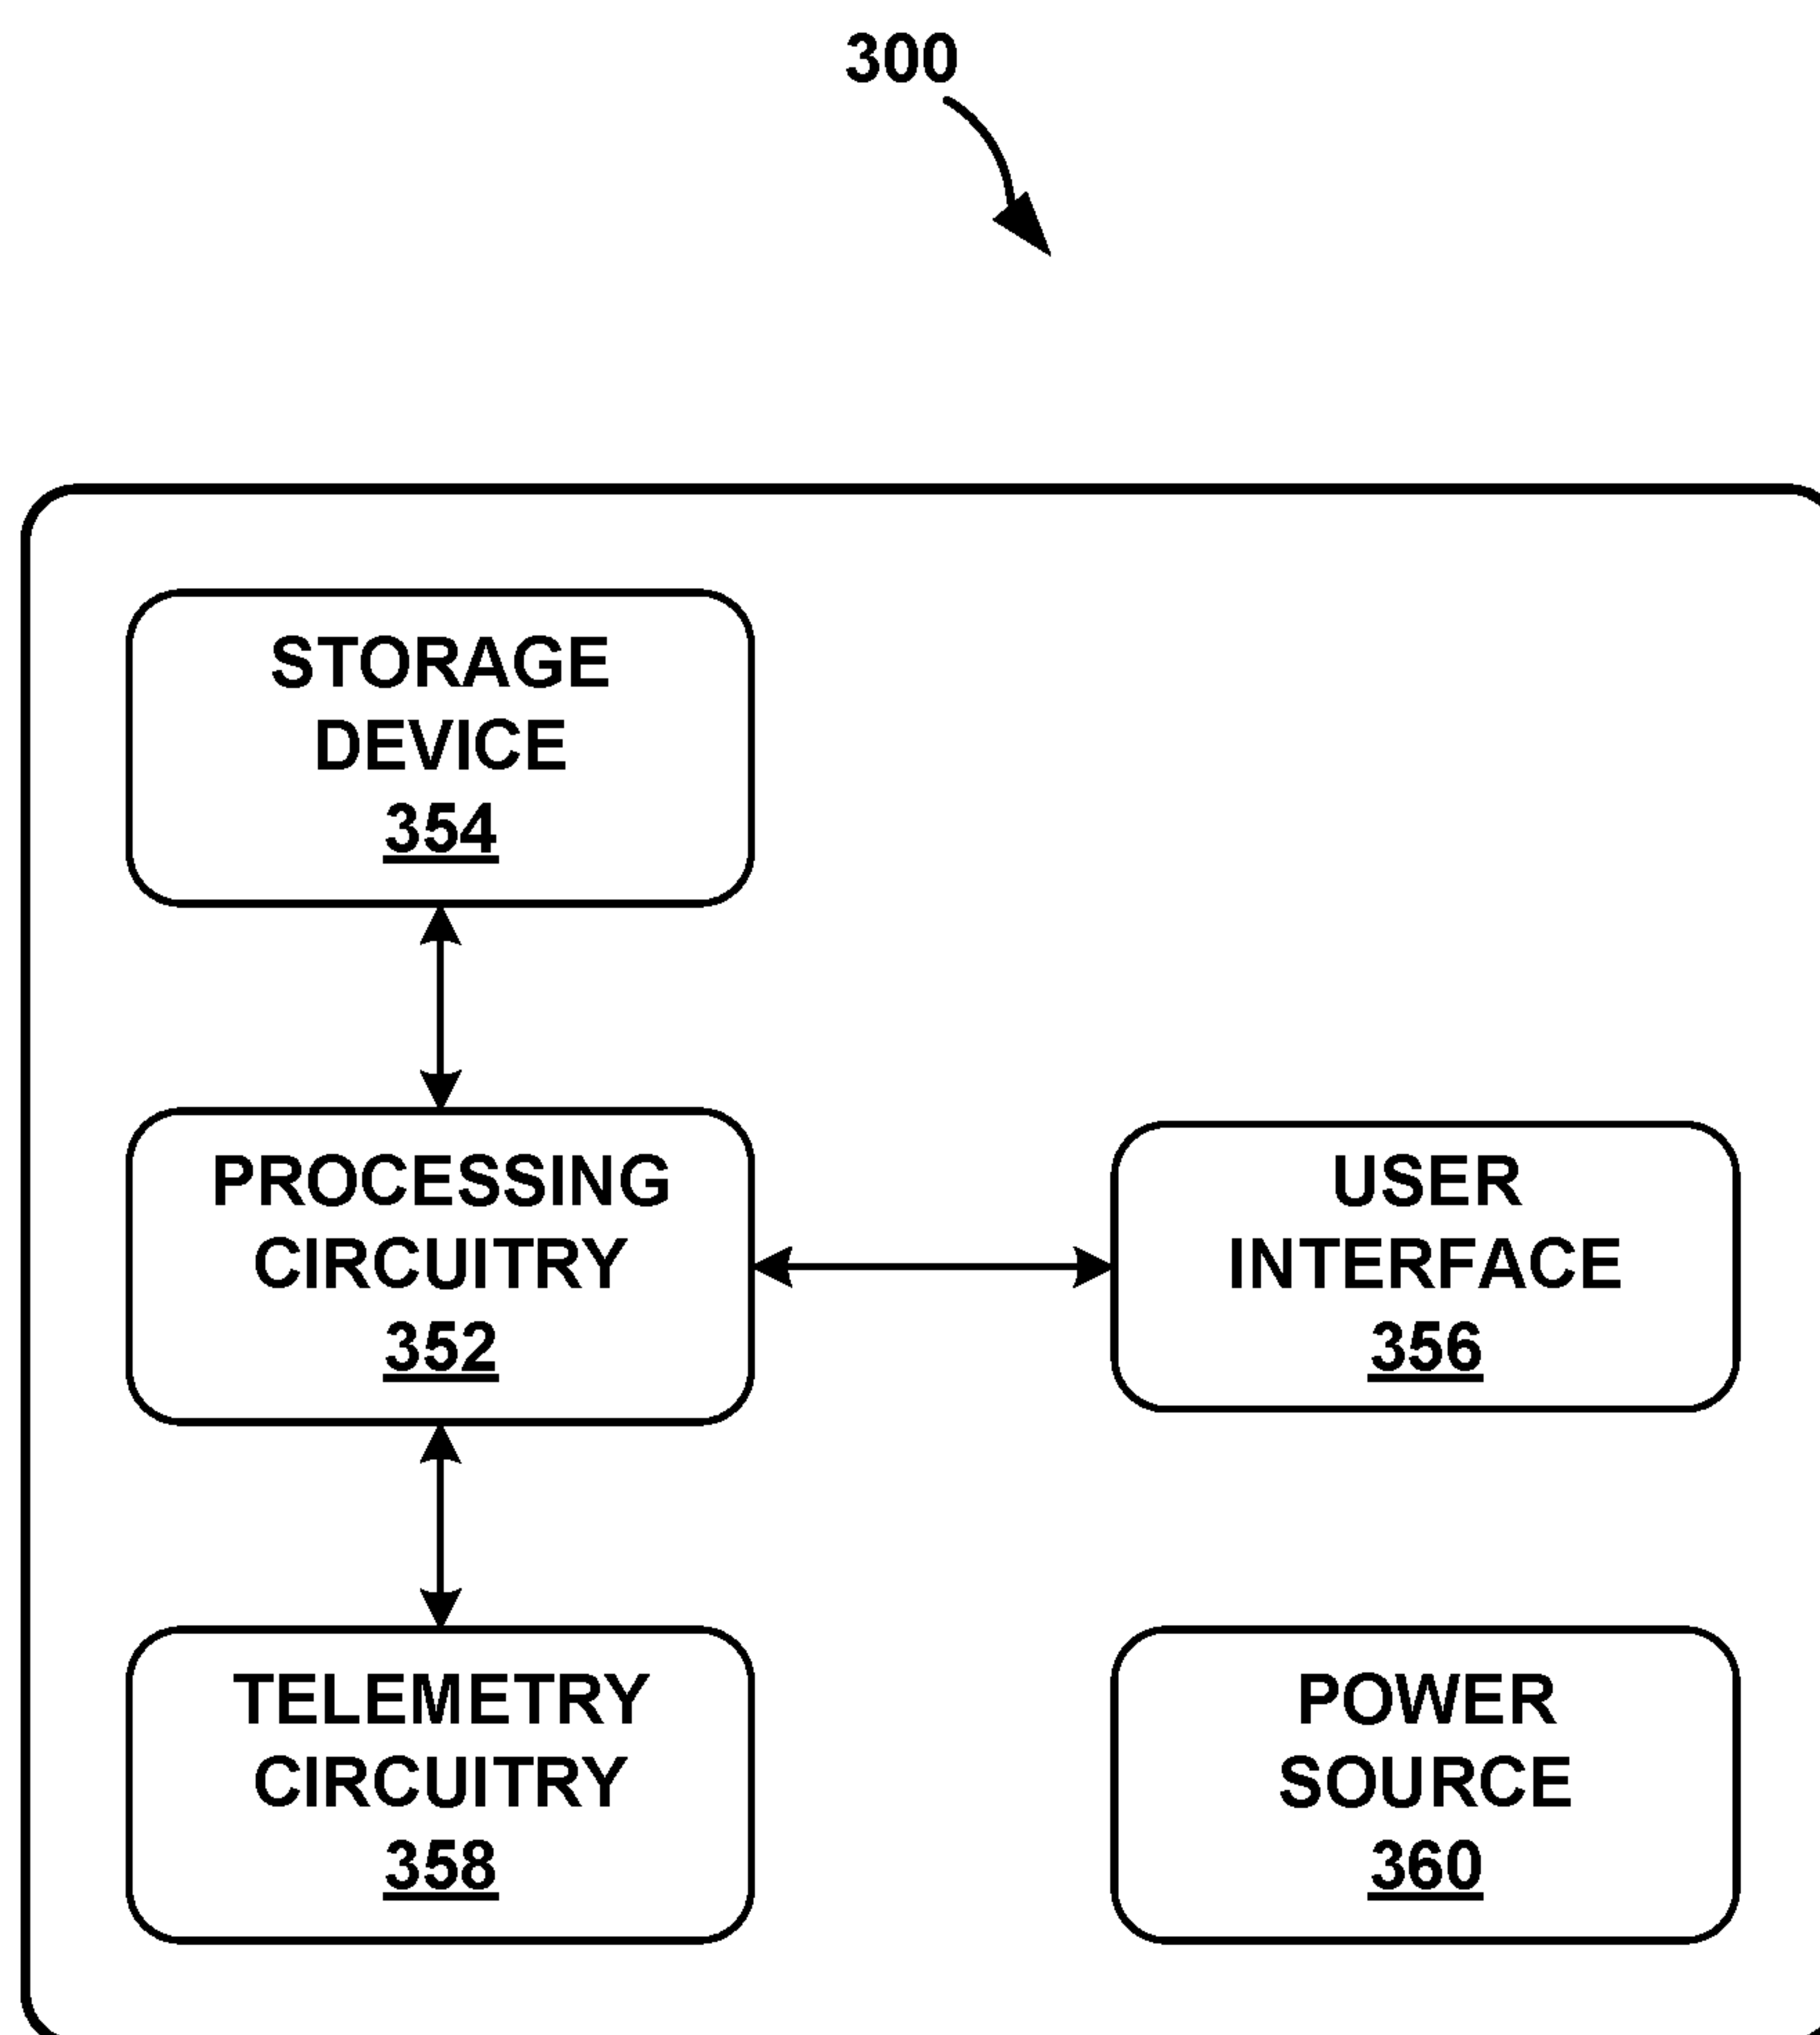 300
STORAGE
DEVICE
354
PROCESSING
CIRCUITRY
352
USER
INTERFACE
356
TELEMETRY
CIRCUITRY
358
POWER
SOURCE
360